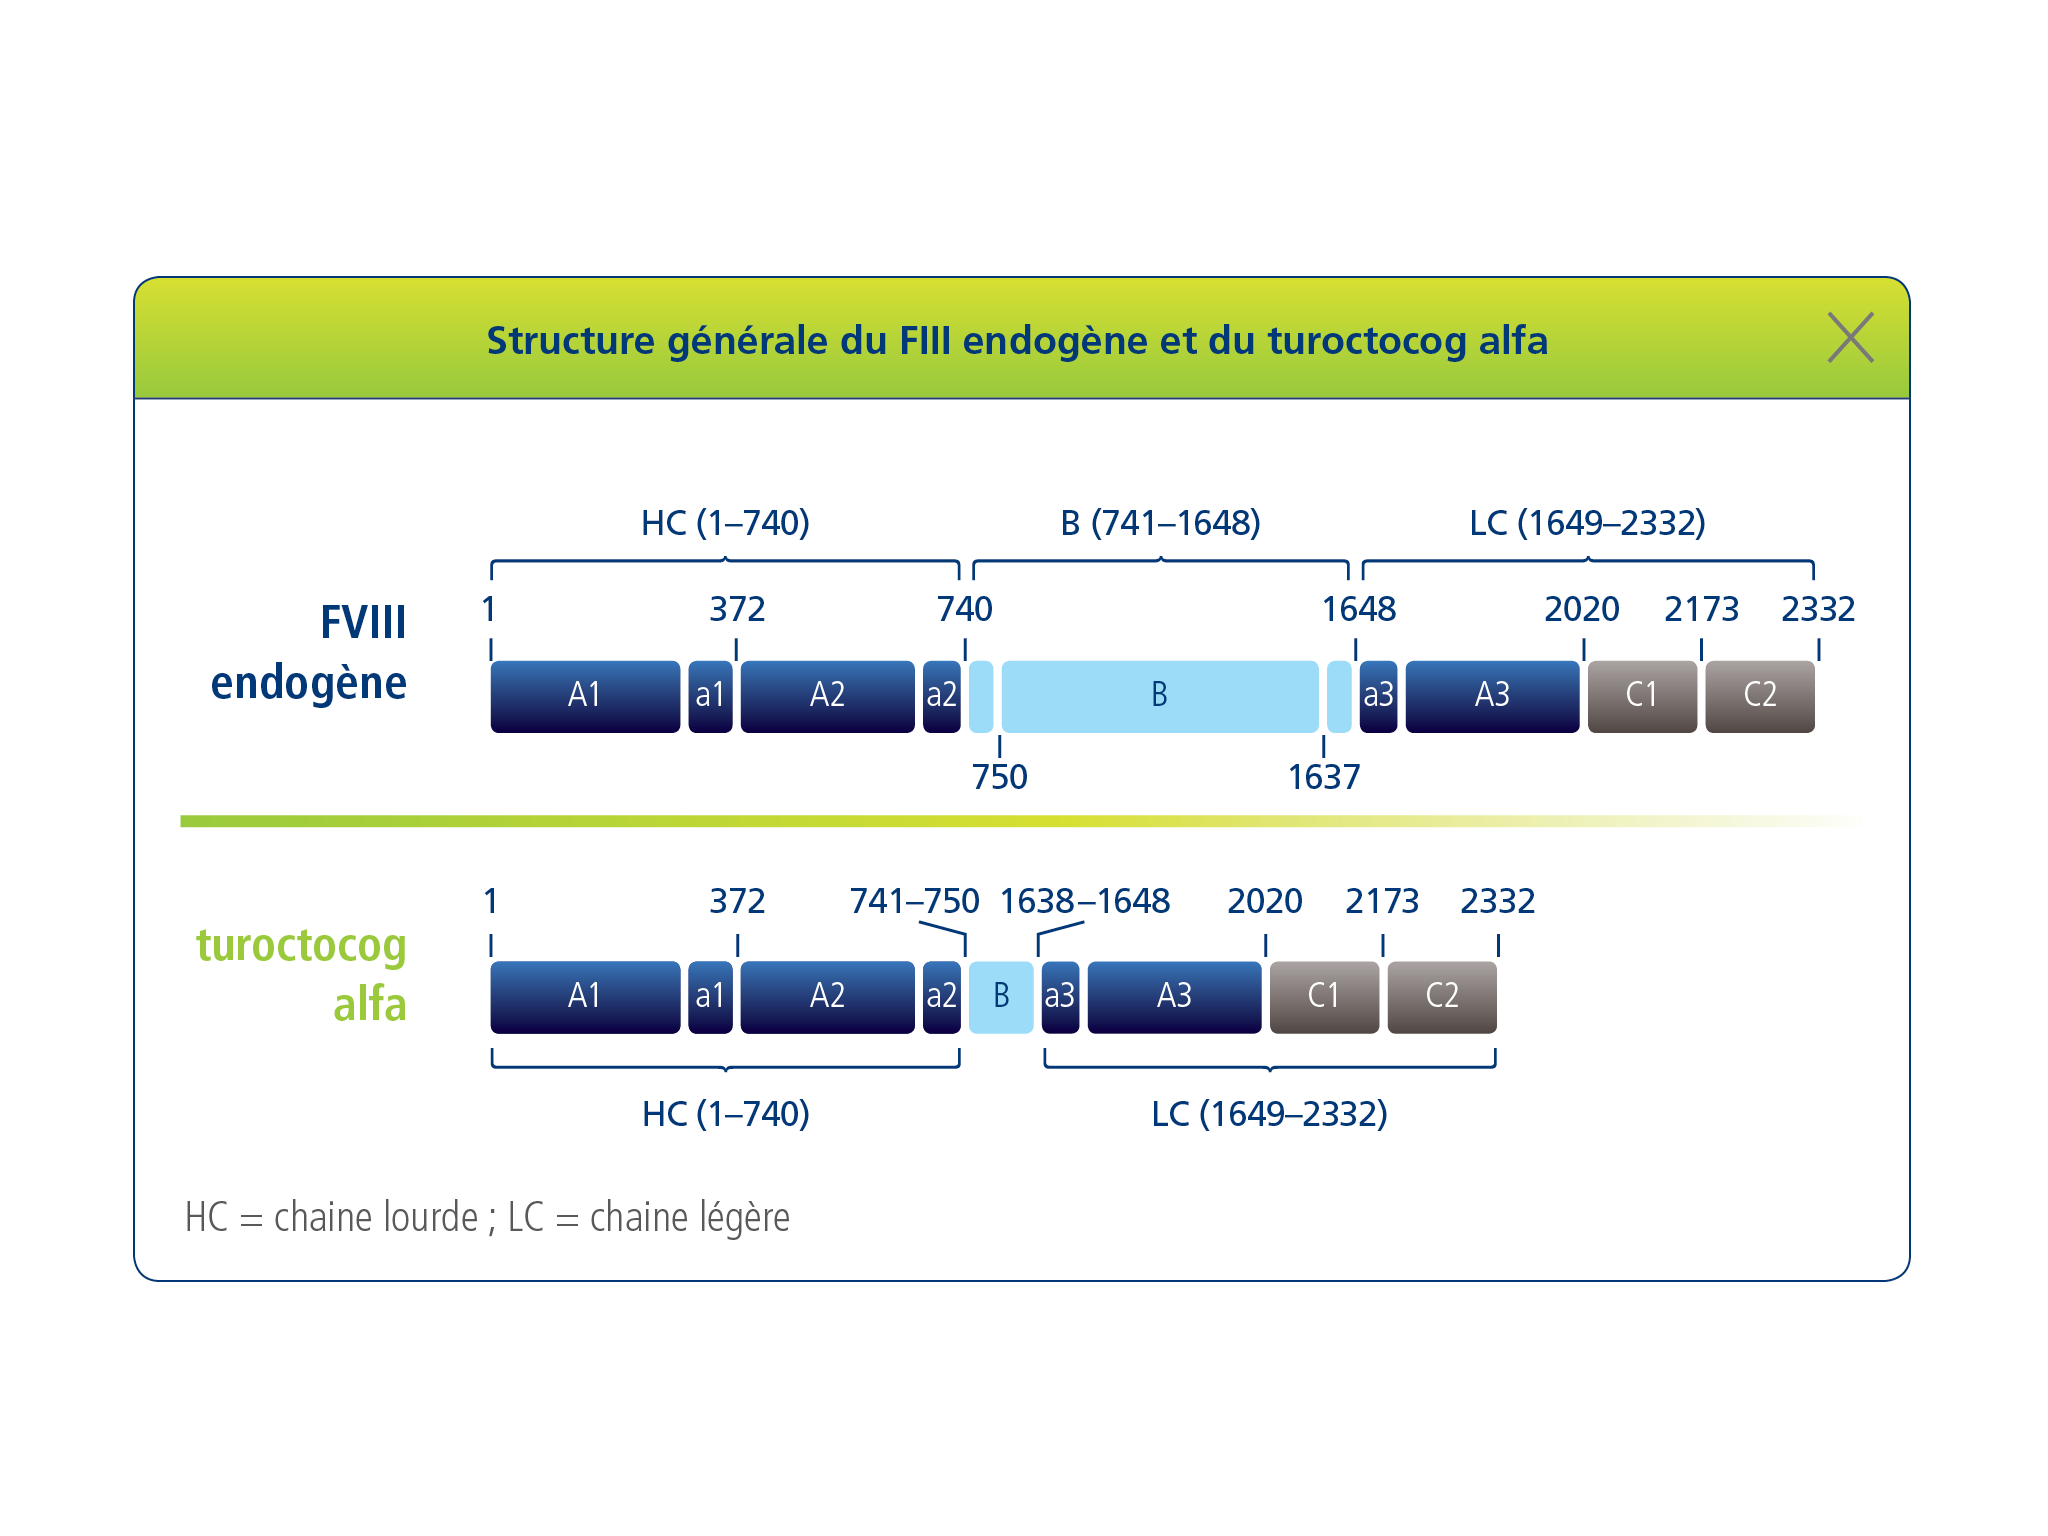 Structure générale du FIII endogène et du turoctocog alfa
HC (1–740) B (741–1648) LC (1649–2332)
1 372 740 1648 2020 2173 2332
FVIII
endogène
A1 a1 A2 a2 B a3 A3 C1 C2
750 1637
1 372 741–750 1638–1648 2020 2173 2332
turoctocog
alfa
A1 a1 A2 a2 B a3 A3 C1 C2
HC (1–740) LC (1649–2332)
HC = chaine lourde ; LC = chaine légère